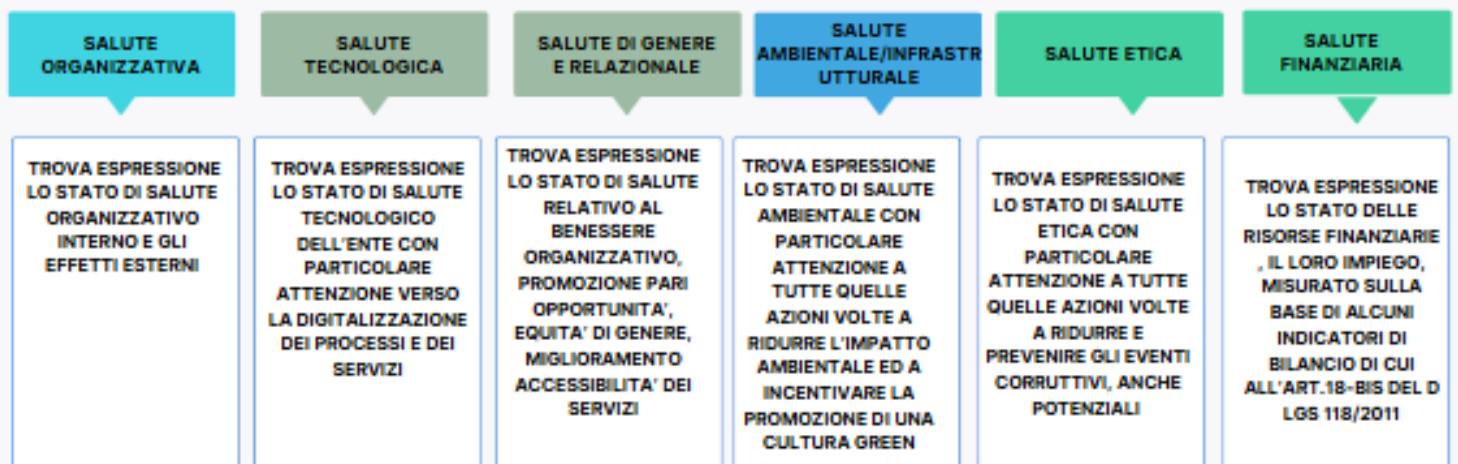 SALUTE
ORGANIZZATIVA
TROVA ESPRESSIONE
LO STATO DI SALUTE
ORGANIZZATIVO
INTERNO E GLI
EFFETTI ESTERNI
SALUTE
TECNOLOGICA
TROVA ESPRESSIONE
LO STATO DI SALUTE
TECNOLOGICO
DELL'ENTE CON
PARTICOLARE
ATTENZIONE VERSO
LA DIGITALIZZAZIONE
DEI PROCESSI E DEI
SERVIZI
SALUTE DI GENERE
E RELAZIONALE
TROVA ESPRESSIONE
LO STATO DI SALUTE
RELATIVO AL
BENESSERE
ORGANIZZATIVO,
PROMOZIONE PARI
OPPORTUNITA',
EQUITA' DI GENERE,
MIGLIORAMENTO
ACCESSIBILITA' DEI
SERVIZI
SALUTE
AMBIENTALE/INFRASTR
UTTURALE
TROVA ESPRESSIONE
LO STATO DI SALUTE
AMBIENTALE CON
PARTICOLARE
ATTENZIONE A
TUTTE QUELLE
AZIONI VOLTE A
RIDURRE L'IMPATTO
AMBIENTALE ED A
INCENTIVARE LA
PROMOZIONE DI UNA
CULTURA GREEN
SALUTE ETICA
TROVA ESPRESSIONE
LO STATO DI SALUTE
ETICA CON
PARTICOLARE
ATTENZIONE A TUTTE
QUELLE AZIONI VOLTE
A RIDURRE E
PREVENIRE GLI EVENTI
CORRUTTIVI, ANCHE
POTENZIALI
SALUTE
FINANZIARIA
TROVA ESPRESSIONE
LO STATO DELLE
RISORSE FINANZIARIE
, IL LORO IMPIEGO,
MISURATO SULLA
BASE DI ALCUNI
INDICATORI DI
BILANCIO DI CUI
ALL'ART.18-BIS DEL D
LGS 118/2011